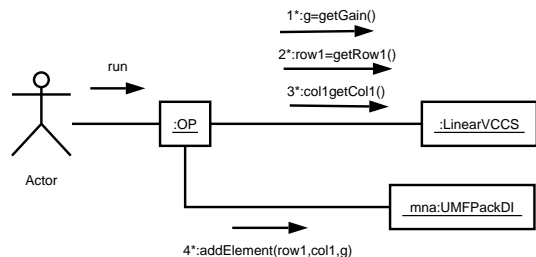 1*:g=getGain()
2*:row1=getRow1()
3*:col1getCol1()
run
:OP
:LinearVCCS
Actor
mna:UMFPackDI
4*:addElement(row1,col1,g)